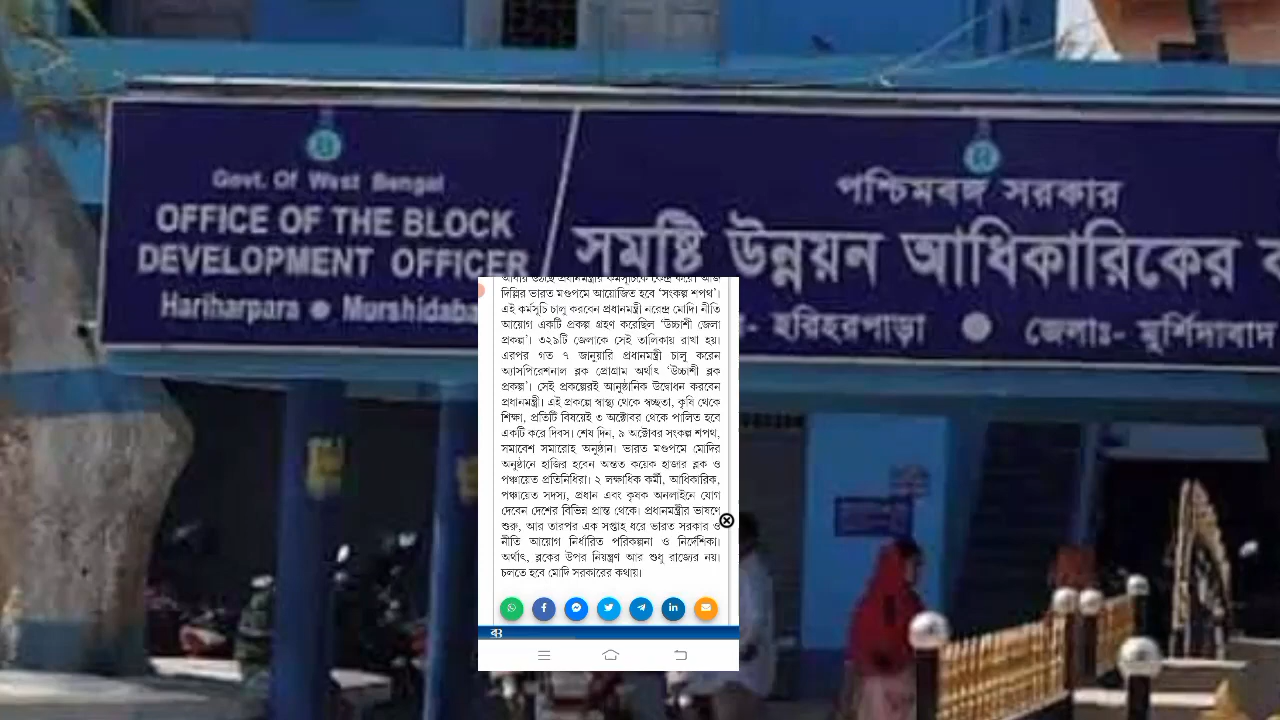 Govt. Of West Bengal
OFFICE OF THE BLOCK
DEVELOPMENT OFFICER
Hariharpara ● Murshidaba
পশ্চিমবঙ্গ সরকার
সমষ্টি উন্নয়ন আধিকারিকের
হরিহরপাড়া ● জেলাঃ- মুর্শিদাবাদ
দিল্লির ভারত মণ্ডপমে আয়োজিত হবে ‘সংকল্প শপথ’।
এই কর্মসূচি চালু করবেন প্রধানমন্ত্রী নরেন্দ্র মোদি। নীতি
আয়োগ একটি প্রকল্প গ্রহণ করেছিল ‘উচ্চাশী জেলা
প্রকল্প’। ৩২৯টি জেলাকে সেই তালিকায় রাখা হয়।
এরপর গত ৭ জানুয়ারি প্রধানমন্ত্রী চালু করেন
অ্যাসপিরেশনাল ব্লক প্রোগ্রাম অর্থাৎ ‘উচ্চাশী ব্লক
প্রকল্প’। সেই প্রকল্পেরই আনুষ্ঠানিক উদ্বোধন করবেন
প্রধানমন্ত্রী। এই প্রকল্পে স্বাস্থ্য থেকে স্বচ্ছতা, কৃষি থেকে
শিক্ষা, প্রতিটি বিষয়েই ৩ অক্টোবর থেকে পালিত হবে
একটি করে দিবস। শেষ দিন, ৯ অক্টোবর সংকল্প শপথ,
সমাবেশ সমারোহ অনুষ্ঠান। ভারত মণ্ডপমে মোদির
অনুষ্ঠানে হাজির হবেন অন্তত কয়েক হাজার ব্লক ও
পঞ্চায়েত প্রতিনিধিরা। ২ লক্ষাধিক কর্মী, আধিকারিক,
পঞ্চায়েত সদস্য, প্রধান এবং কৃষক অনলাইনে যোগ
দেবেন দেশের বিভিন্ন প্রান্ত থেকে। প্রধানমন্ত্রীর ভাষণে
শুরু, আর তারপর এক সপ্তাহ ধরে ভারত সরকার ও
নীতি আয়োগ নির্ধারিত পরিকল্পনা ও নির্দেশিকা।
অর্থাৎ, ব্লকের উপর নিয়ন্ত্রণ আর শুধু রাজ্যের নয়।
চলতে হবে মোদি সরকারের কথায়।